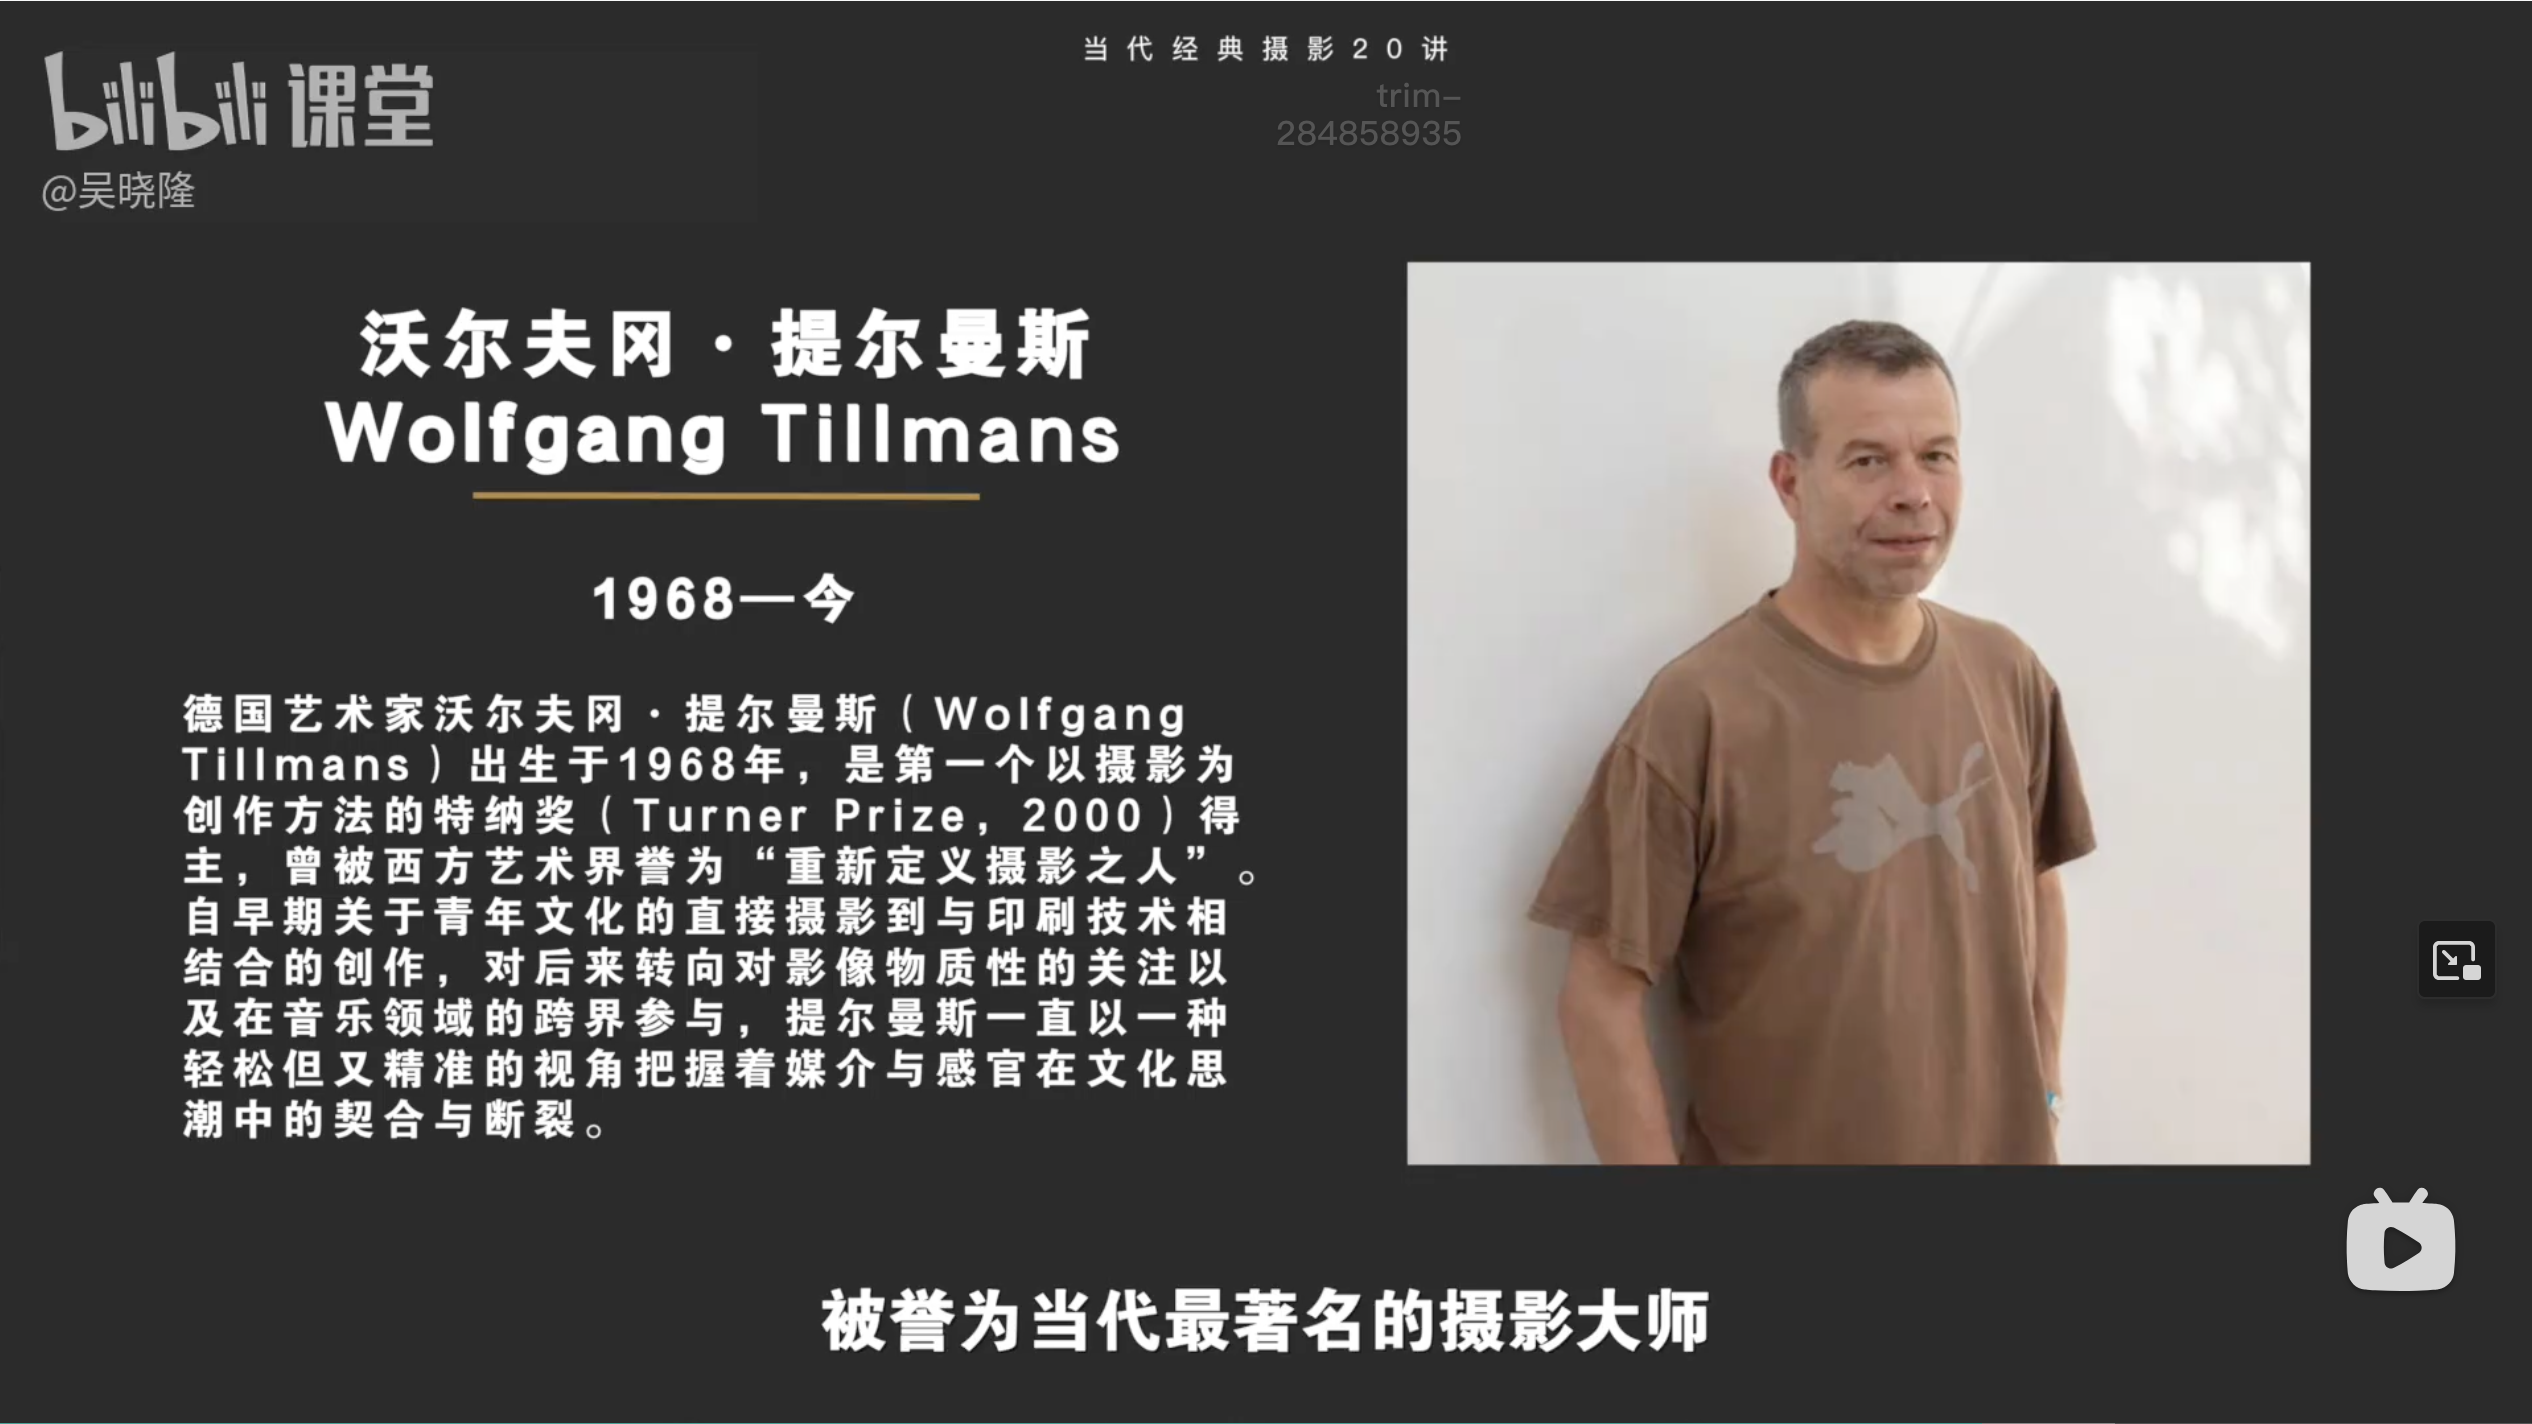 当代经典摄影20讲
bilibili 课堂
trim-
284858935
@吴晓隆
沃尔夫冈·提尔曼斯
Wolfgang Tillmans
1968—今
德国艺术家沃尔夫冈·提尔曼斯（Wolfgang
Tillmans）出生于1968年，是第一个以摄影为
创作方法的特纳奖（Turner Prize，2000）得
主，曾被西方艺术界誉为“重新定义摄影之人”。
自早期关于青年文化的直接摄影到与印刷技术相
结合的创作，对后来转向对影像物质性的关注以
及在音乐领域的跨界参与，提尔曼斯一直以一种
轻松但又精准的视角把握着媒介与感官在文化思
潮中的契合与断裂。
被誉为当代最著名的摄影大师